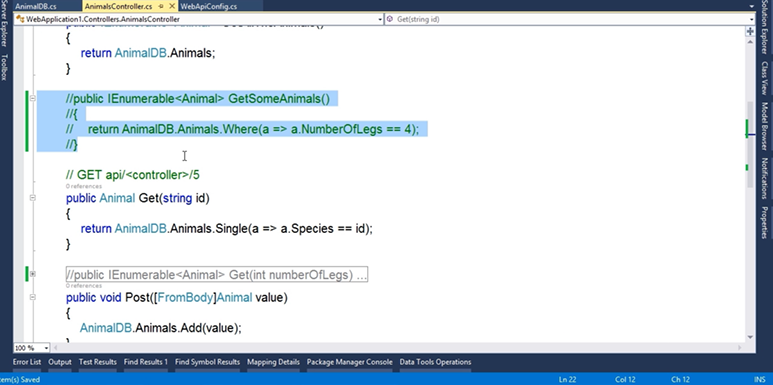 AnimalDB.cs AnimalsController.cs WebApiConfig.cs
WebApplication1.Controllers.AnimalsController Get(string id)
{
return AnimalDB.Animals;
}
//public IEnumerable<Animal> GetSomeAnimals()
//{
// return AnimalDB.Animals.Where(a => a.NumberOfLegs == 4);
//}
// GET api/<controller>/5
0 references
public Animal Get(string id)
{
return AnimalDB.Animals.Single(a => a.Species == id);
}
//public IEnumerable<Animal> Get(int numberOfLegs) ...
0 references
public void Post([FromBody]Animal value)
{
AnimalDB.Animals.Add(value);
100 %
Error List Output Test Results Find Results 1 Find Symbol Results Mapping Details Package Manager Console Data Tools Operations
Saved Ln 22 Col 12 Ch 12 INS
Server Explorer
Toolbox
Solution Explorer
Class View
Model Browser
Notifications
Properties